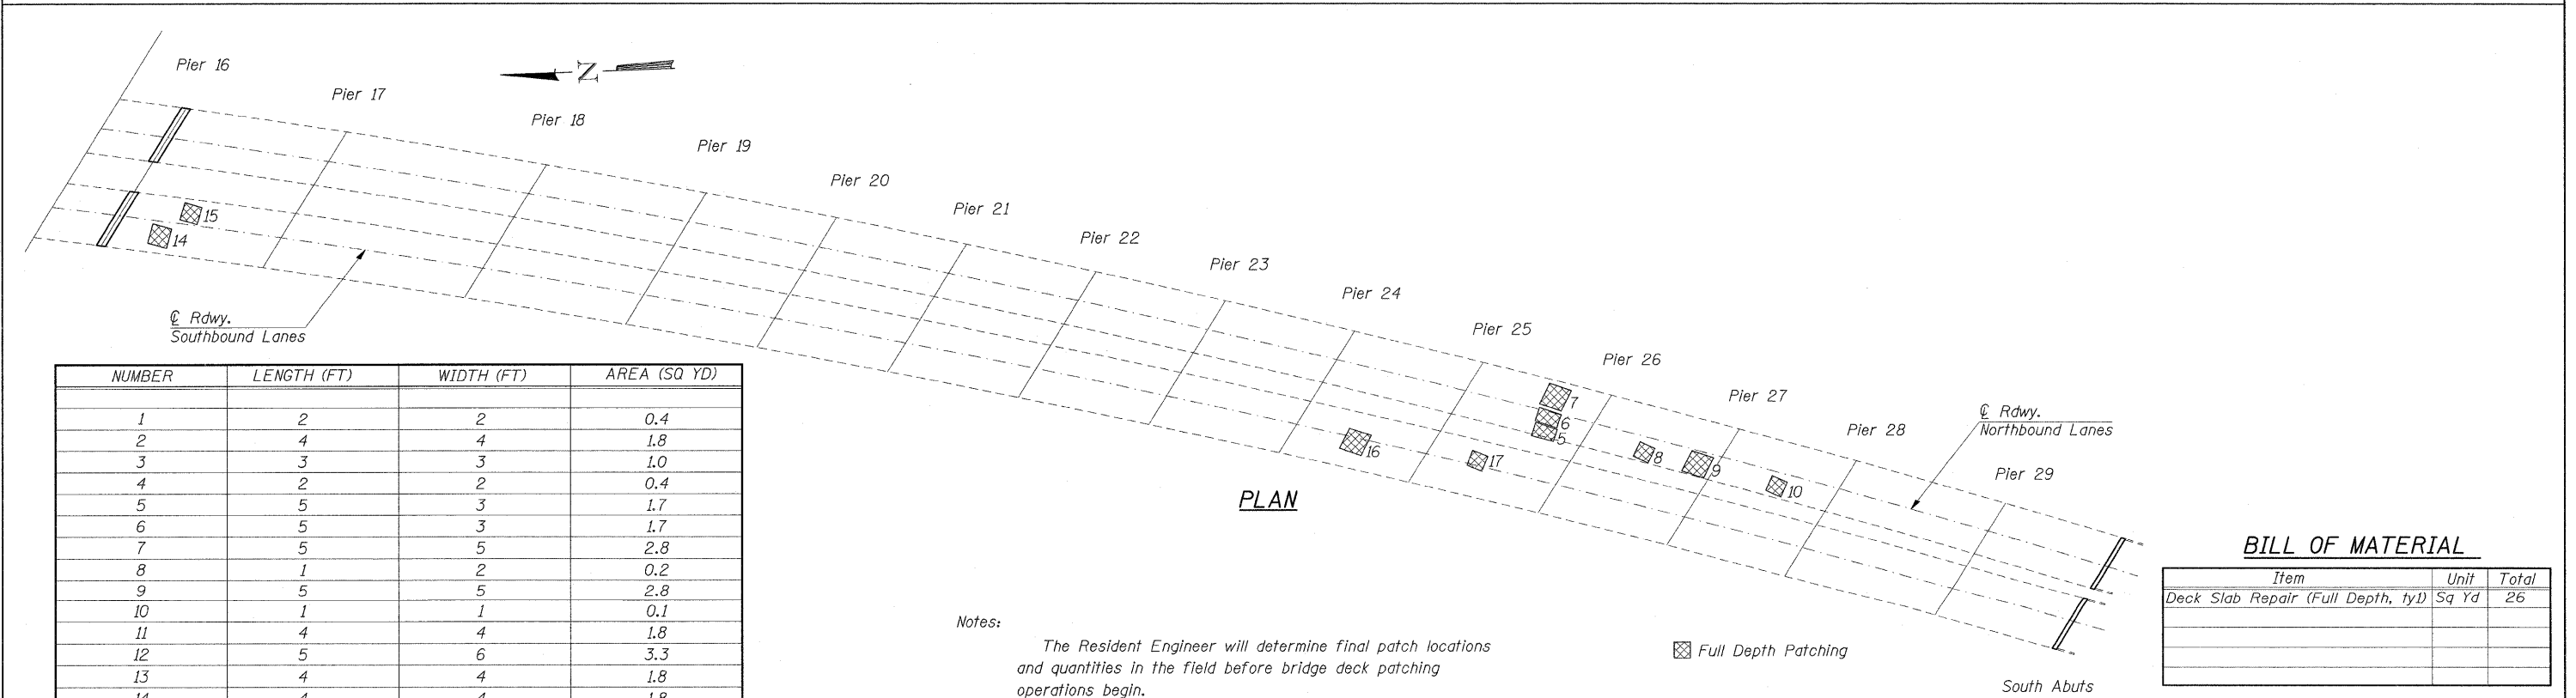 Pier 16
Pier 17
Pier 18
Pier 19
Pier 20
Pier 21
Pier 22
Pier 23
Pier 24
Pier 25
Pier 26
Pier 27
Pier 28
Pier 29
N
15
14
7
6
5
16
17
8
9
10
℄ Rdwy.
Southbound Lanes
℄ Rdwy.
Northbound Lanes
PLAN
NUMBER LENGTH (FT) WIDTH (FT) AREA (SQ YD)
1 2 2 0.4
2 4 4 1.8
3 3 3 1.0
4 2 2 0.4
5 5 3 1.7
6 5 3 1.7
7 5 5 2.8
8 1 2 0.2
9 5 5 2.8
10 1 1 0.1
11 4 4 1.8
12 5 6 3.3
13 4 4 1.8
14 4 4 1.8
Notes:
The Resident Engineer will determine final patch locations
and quantities in the field before bridge deck patching
operations begin.
Full Depth Patching
South Abuts
BILL OF MATERIAL
Item Unit Total
Deck Slab Repair (Full Depth, ty1) Sq Yd 26